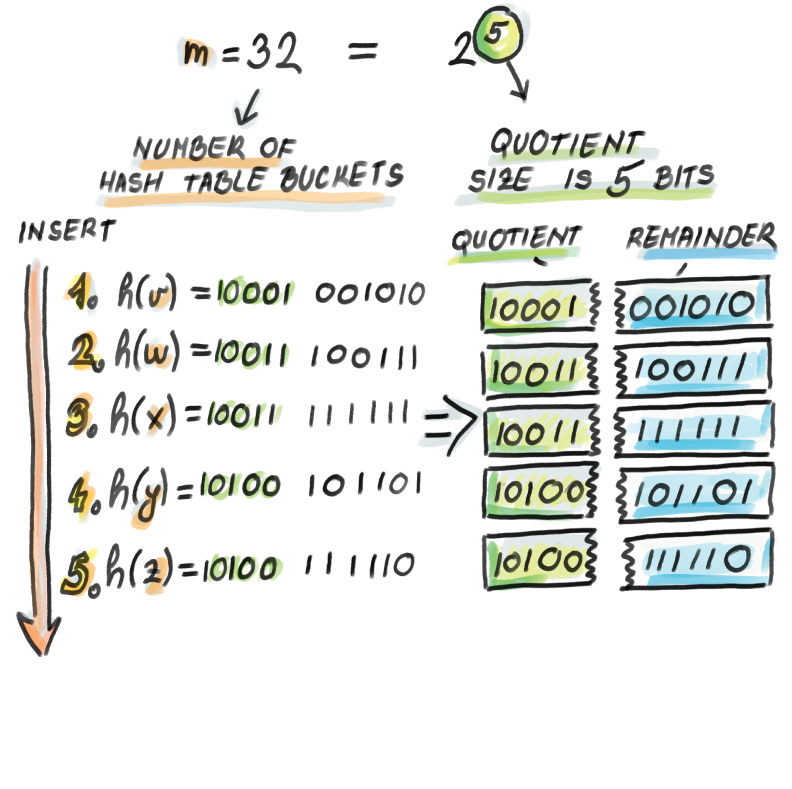 m = 32 = 2^5
NUMBER OF
HASH TABLE BUCKETS
QUOTIENT
SIZE IS 5 BITS
INSERT
QUOTIENT REMAINDER
1. h(v) = 10001 001010
2. h(w) = 10011 100111
3. h(x) = 10011 111111
4. h(y) = 10100 101101
5. h(z) = 10100 111110
⇒
10001 001010
10011 100111
10011 111111
10100 101101
10100 111110